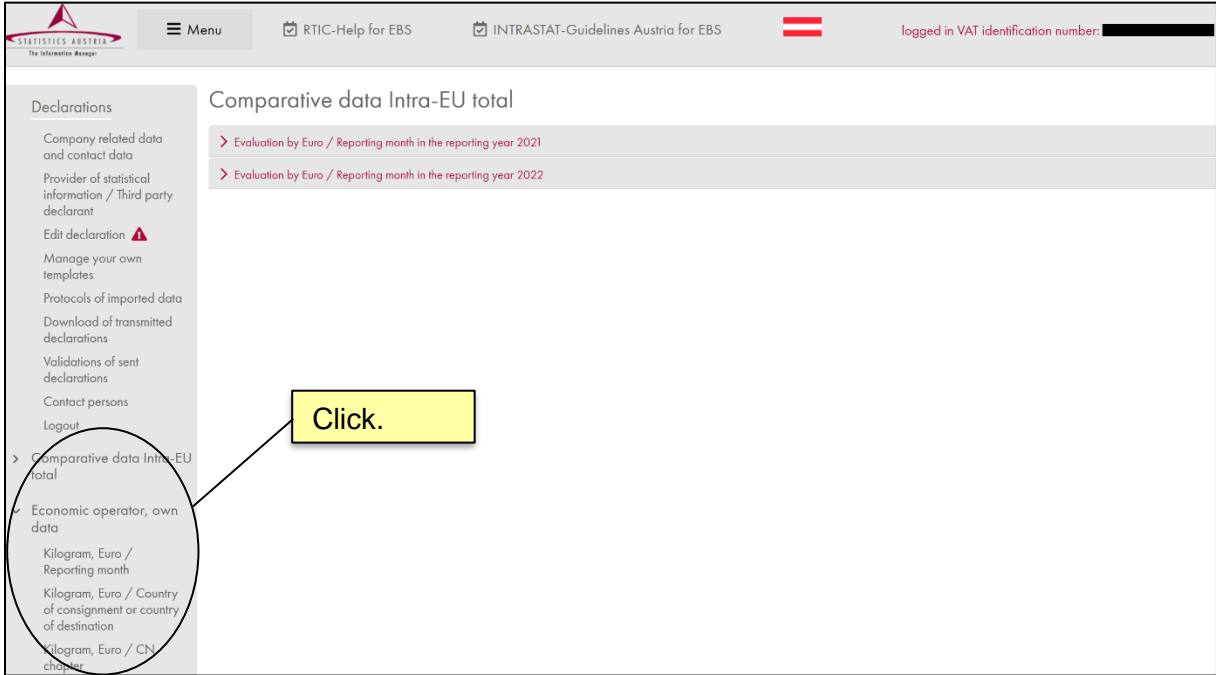 STATISTICS AUSTRIA
The Information Manager
Menu
RTIC-Help for EBS
INTRASTAT-Guidelines Austria for EBS
logged in VAT identification number:
Declarations
Company related data
and contact data
Provider of statistical
information / Third party
declarant
Edit declaration
Manage your own
templates
Protocols of imported data
Download of transmitted
declarations
Validations of sent
declarations
Contact persons
Logout
Comparative data Intra-EU
total
Economic operator, own
data
Kilogram, Euro /
Reporting month
Kilogram, Euro / Country
of consignment or country
of destination
Kilogram, Euro / CN
chapter
Comparative data Intra-EU total
Evaluation by Euro / Reporting month in the reporting year 2021
Evaluation by Euro / Reporting month in the reporting year 2022
Click.